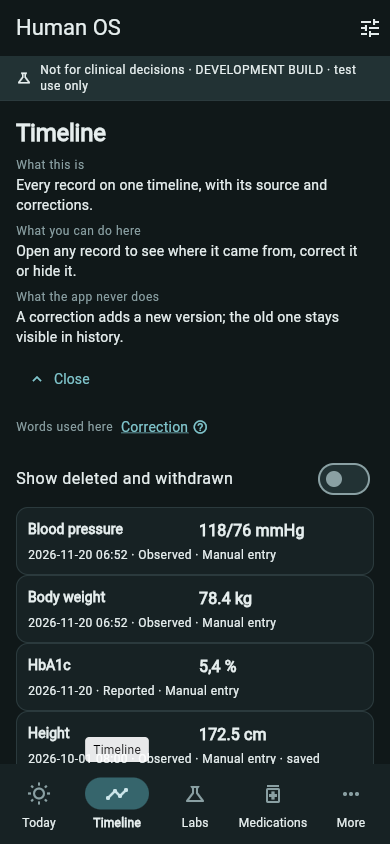 Human OS
Not for clinical decisions · DEVELOPMENT BUILD · test
use only
Timeline
What this is
Every record on one timeline, with its source and
corrections.
What you can do here
Open any record to see where it came from, correct it
or hide it.
What the app never does
A correction adds a new version; the old one stays
visible in history.
Close
Words used here Correction
Show deleted and withdrawn
Blood pressure 118/76 mmHg
2026-11-20 06:52 · Observed · Manual entry
Body weight 78.4 kg
2026-11-20 06:52 · Observed · Manual entry
HbA1c 5,4 %
2026-11-20 · Reported · Manual entry
Height 172.5 cm
Timeline
2026-10-01 08:00 · Observed · Manual entry · saved
Today Timeline Labs Medications More